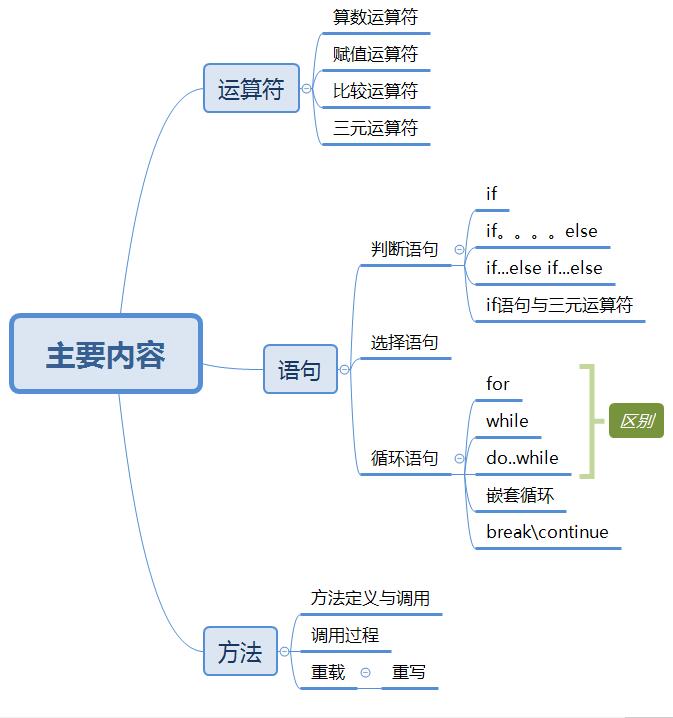 主要内容
运算符
算数运算符
赋值运算符
比较运算符
三元运算符
语句
判断语句
if
if。。。。else
if...else if...else
if语句与三元运算符
选择语句
循环语句
for
while
do..while
嵌套循环
break\continue
区别
方法
方法定义与调用
调用过程
重载
重写